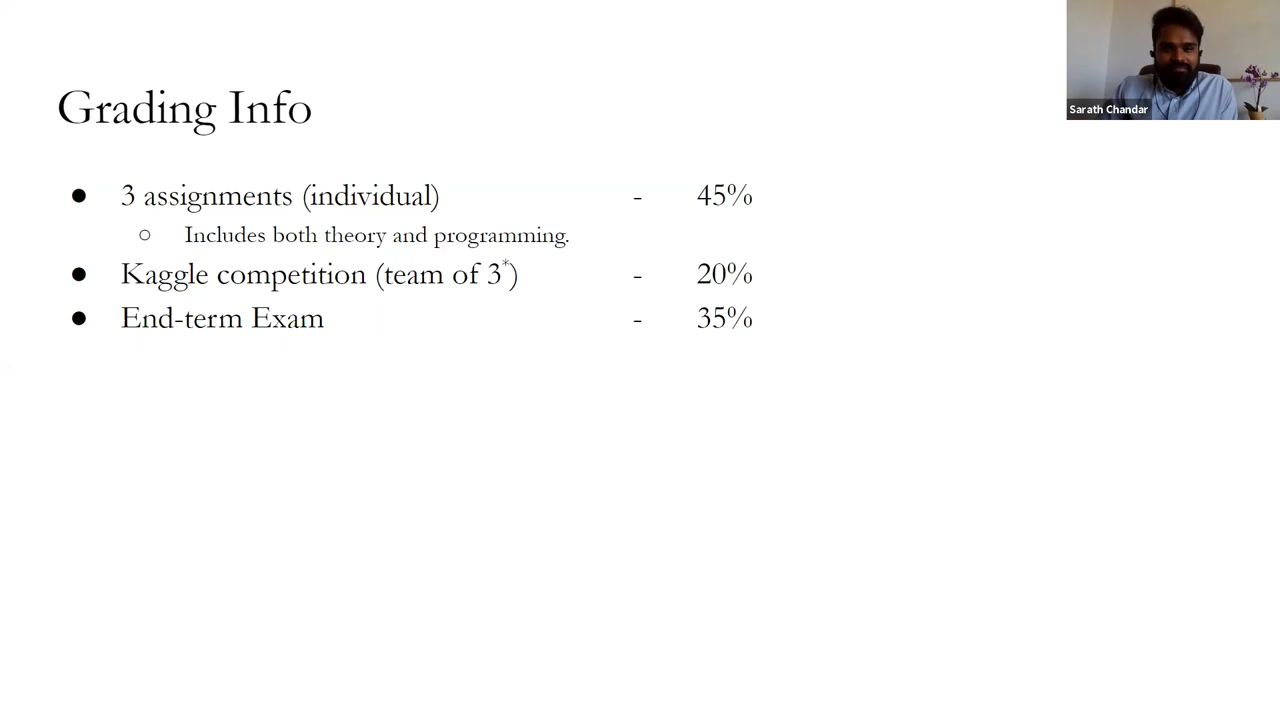 Sarath Chandar
Grading Info
● 3 assignments (individual) - 45%
○ Includes both theory and programming.
● Kaggle competition (team of 3*) - 20%
● End-term Exam - 35%